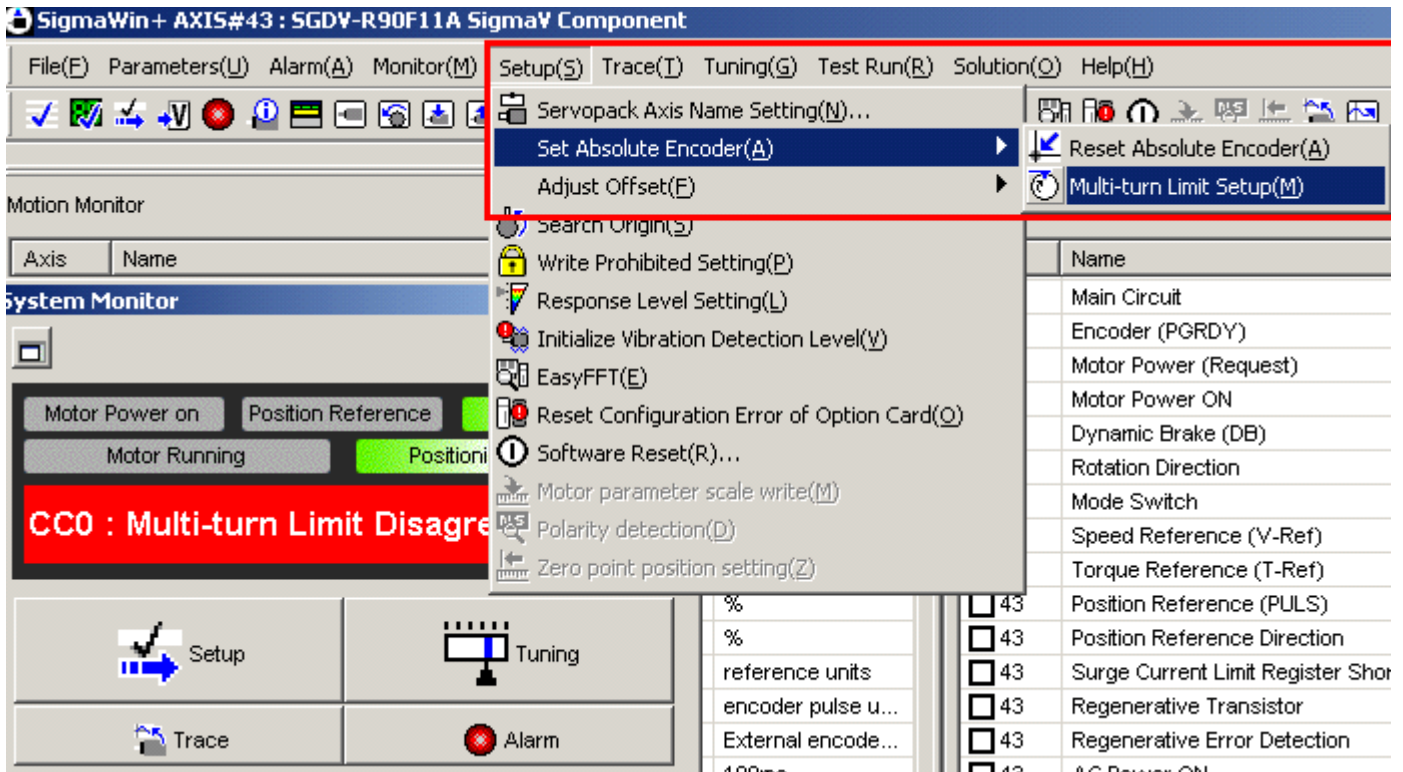 SigmaWin+ AXIS#43 : SGDV-R90F11A SigmaV Component
File(F) Parameters(U) Alarm(A) Monitor(M) Setup(S) Trace(T) Tuning(G) Test Run(R) Solution(O) Help(H)
Servopack Axis Name Setting(N)...
Set Absolute Encoder(A)
Reset Absolute Encoder(A)
Adjust Offset(F)
Multi-turn Limit Setup(M)
Search Origin(S)
Write Prohibited Setting(P)
Response Level Setting(L)
Initialize Vibration Detection Level(V)
EasyFFT(E)
Reset Configuration Error of Option Card(O)
Software Reset(R)...
Motor parameter scale write(M)
Polarity detection(D)
Zero point position setting(Z)
Motion Monitor
Axis Name
System Monitor
Motor Power on Position Reference
Motor Running Positioni
CC0 : Multi-turn Limit Disagre
Setup Tuning
Trace Alarm
%
%
reference units
encoder pulse u...
External encode...
Name
Main Circuit
Encoder (PGRDY)
Motor Power (Request)
Motor Power ON
Dynamic Brake (DB)
Rotation Direction
Mode Switch
Speed Reference (V-Ref)
Torque Reference (T-Ref)
43 Position Reference (PULS)
43 Position Reference Direction
43 Surge Current Limit Register Shor
43 Regenerative Transistor
43 Regenerative Error Detection